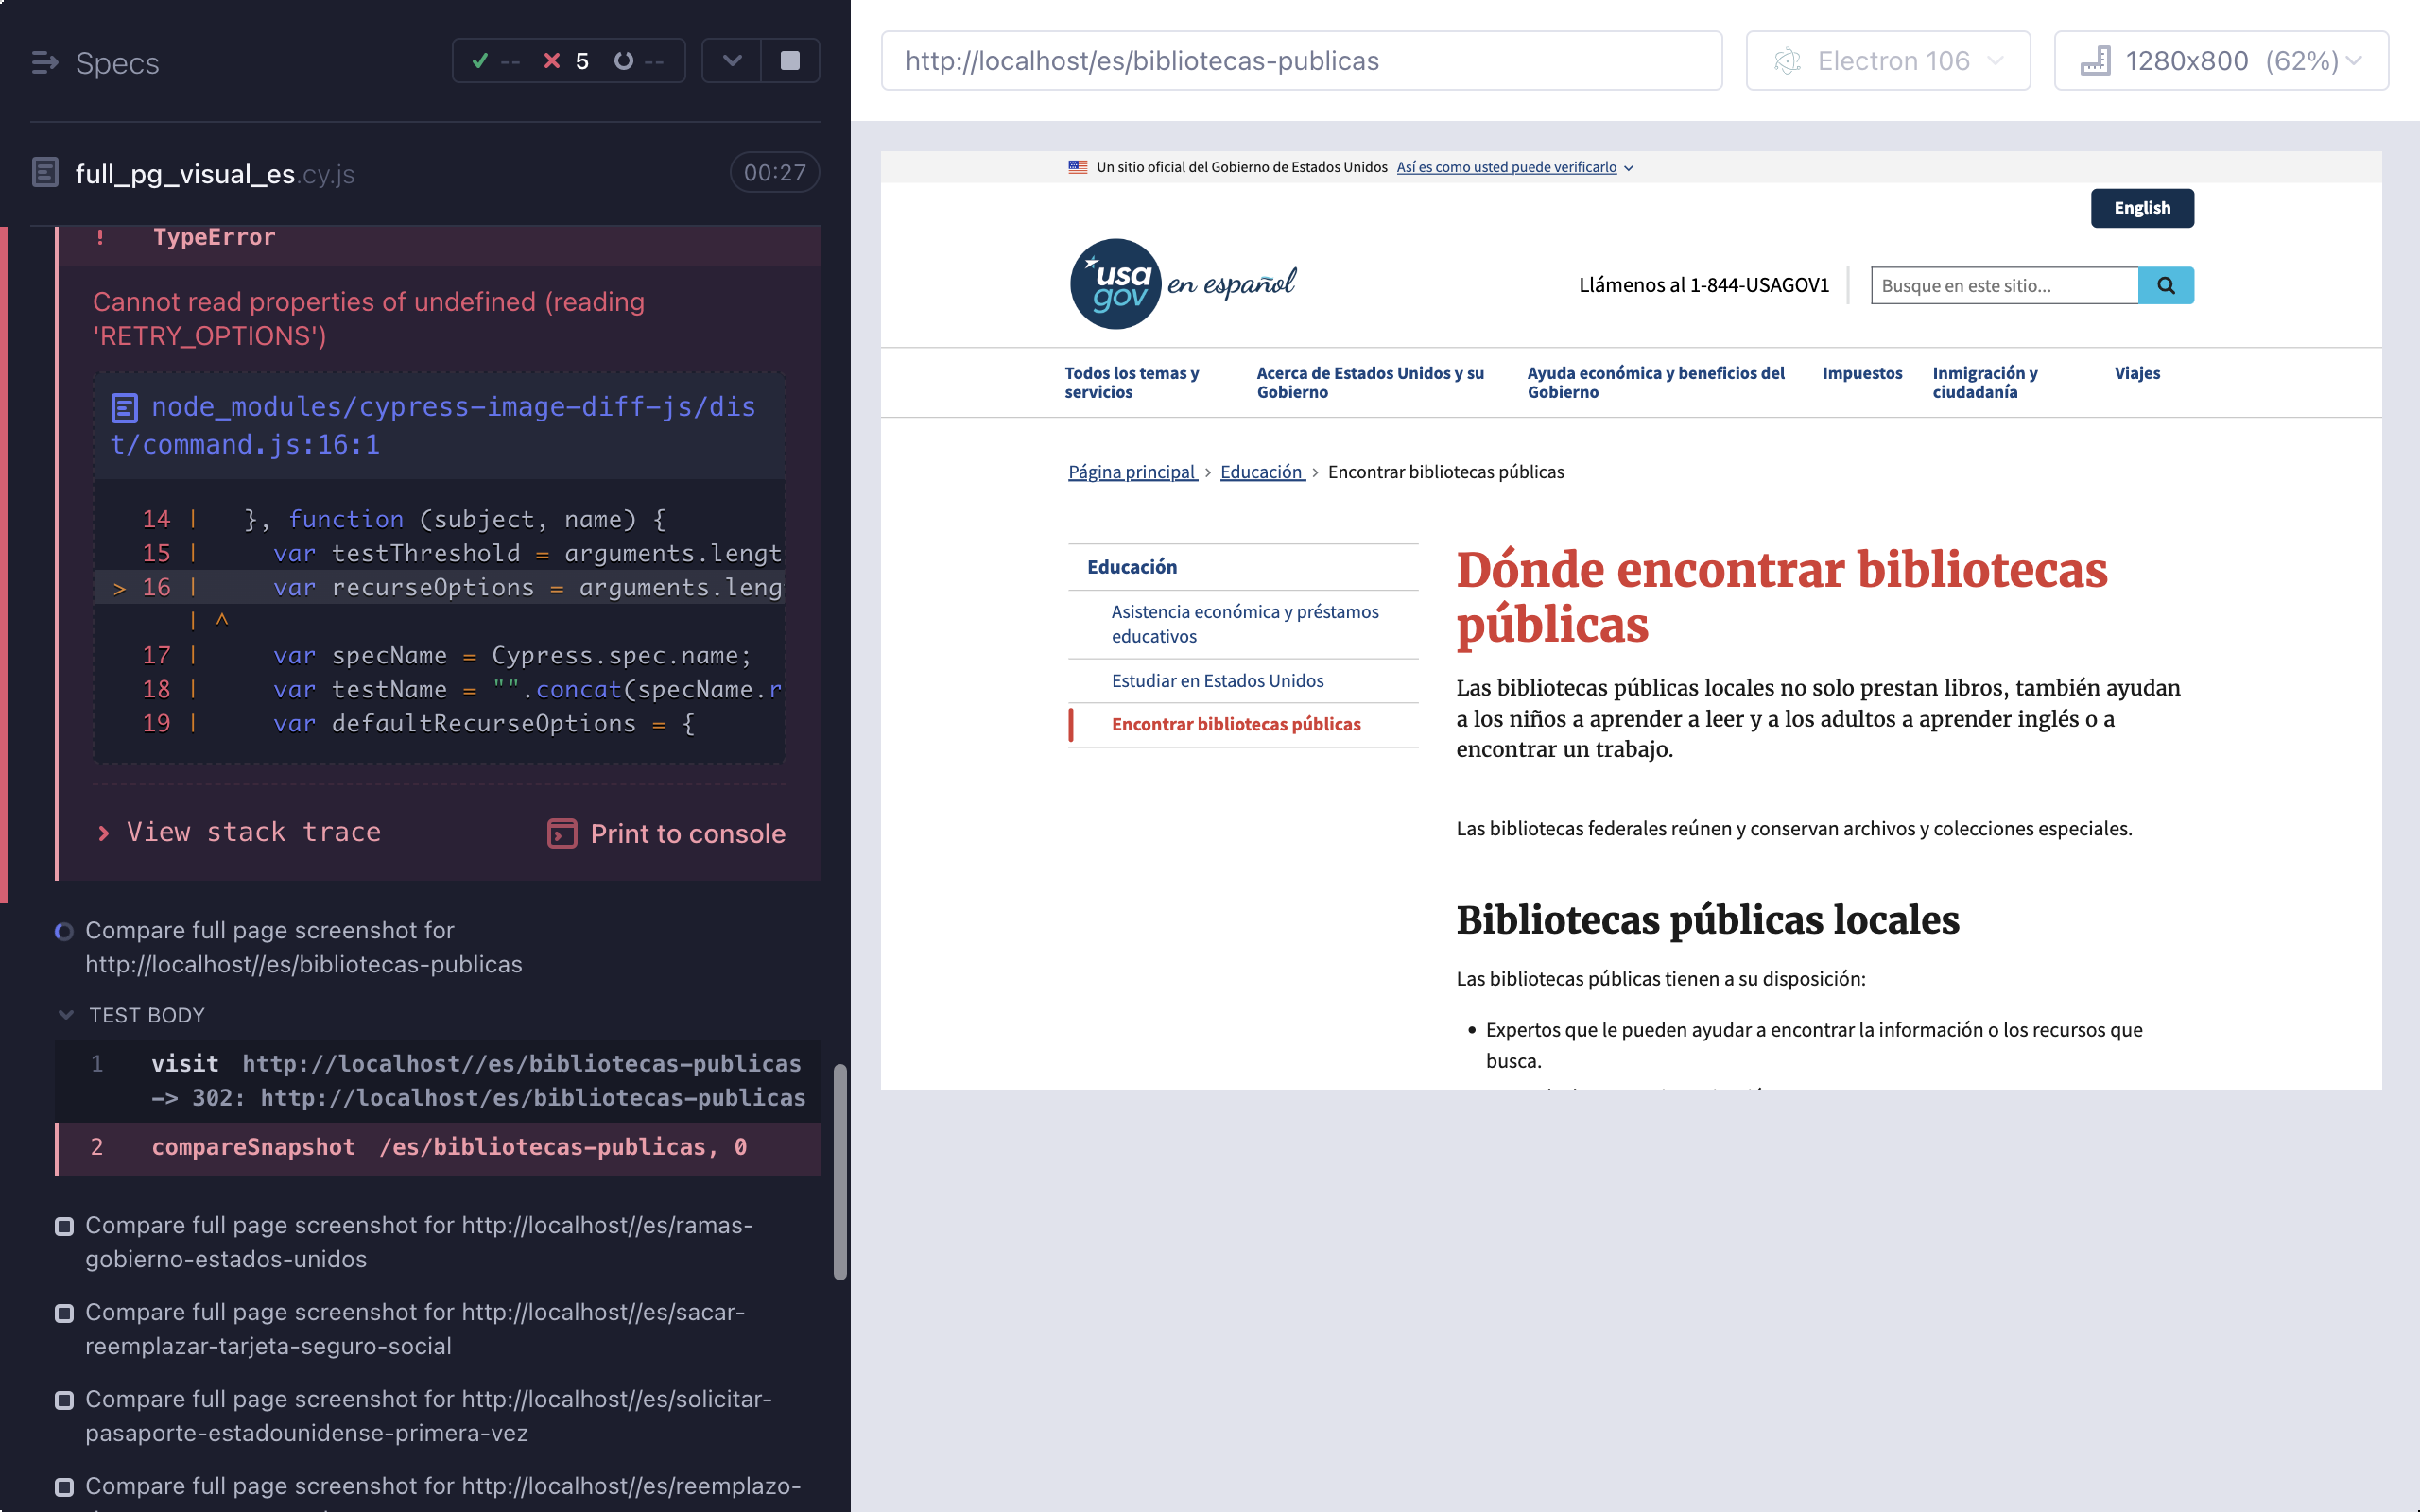 Specs
-- 5 --
full_pg_visual_es.cy.js
00:27
! TypeError
Cannot read properties of undefined (reading
'RETRY_OPTIONS')
node_modules/cypress-image-diff-js/dis
t/command.js:16:1
14 | }, function (subject, name) {
15 | var testThreshold = arguments.lengt
> 16 | var recurseOptions = arguments.leng
| ^
17 | var specName = Cypress.spec.name;
18 | var testName = "".concat(specName.r
19 | var defaultRecurseOptions = {
View stack trace
Print to console
Compare full page screenshot for
http://localhost//es/bibliotecas-publicas
TEST BODY
1 visit http://localhost//es/bibliotecas-publicas
-> 302: http://localhost/es/bibliotecas-publicas
2 compareSnapshot /es/bibliotecas-publicas, 0
Compare full page screenshot for http://localhost//es/ramas-
gobierno-estados-unidos
Compare full page screenshot for http://localhost//es/sacar-
reemplazar-tarjeta-seguro-social
Compare full page screenshot for http://localhost//es/solicitar-
pasaporte-estadounidense-primera-vez
Compare full page screenshot for http://localhost//es/reemplazo-
http://localhost/es/bibliotecas-publicas
Electron 106
1280x800 (62%)
Un sitio oficial del Gobierno de Estados Unidos Así es como usted puede verificarlo
English
usa
gov
en español
Llámenos al 1-844-USAGOV1
Busque en este sitio...
Todos los temas y
servicios
Acerca de Estados Unidos y su
Gobierno
Ayuda económica y beneficios del
Gobierno
Impuestos
Inmigración y
ciudadanía
Viajes
Página principal › Educación › Encontrar bibliotecas públicas
Educación
Asistencia económica y préstamos
educativos
Estudiar en Estados Unidos
Encontrar bibliotecas públicas
Dónde encontrar bibliotecas
públicas
Las bibliotecas públicas locales no solo prestan libros, también ayudan
a los niños a aprender a leer y a los adultos a aprender inglés o a
encontrar un trabajo.
Las bibliotecas federales reúnen y conservan archivos y colecciones especiales.
Bibliotecas públicas locales
Las bibliotecas públicas tienen a su disposición:
• Expertos que le pueden ayudar a encontrar la información o los recursos que
busca.